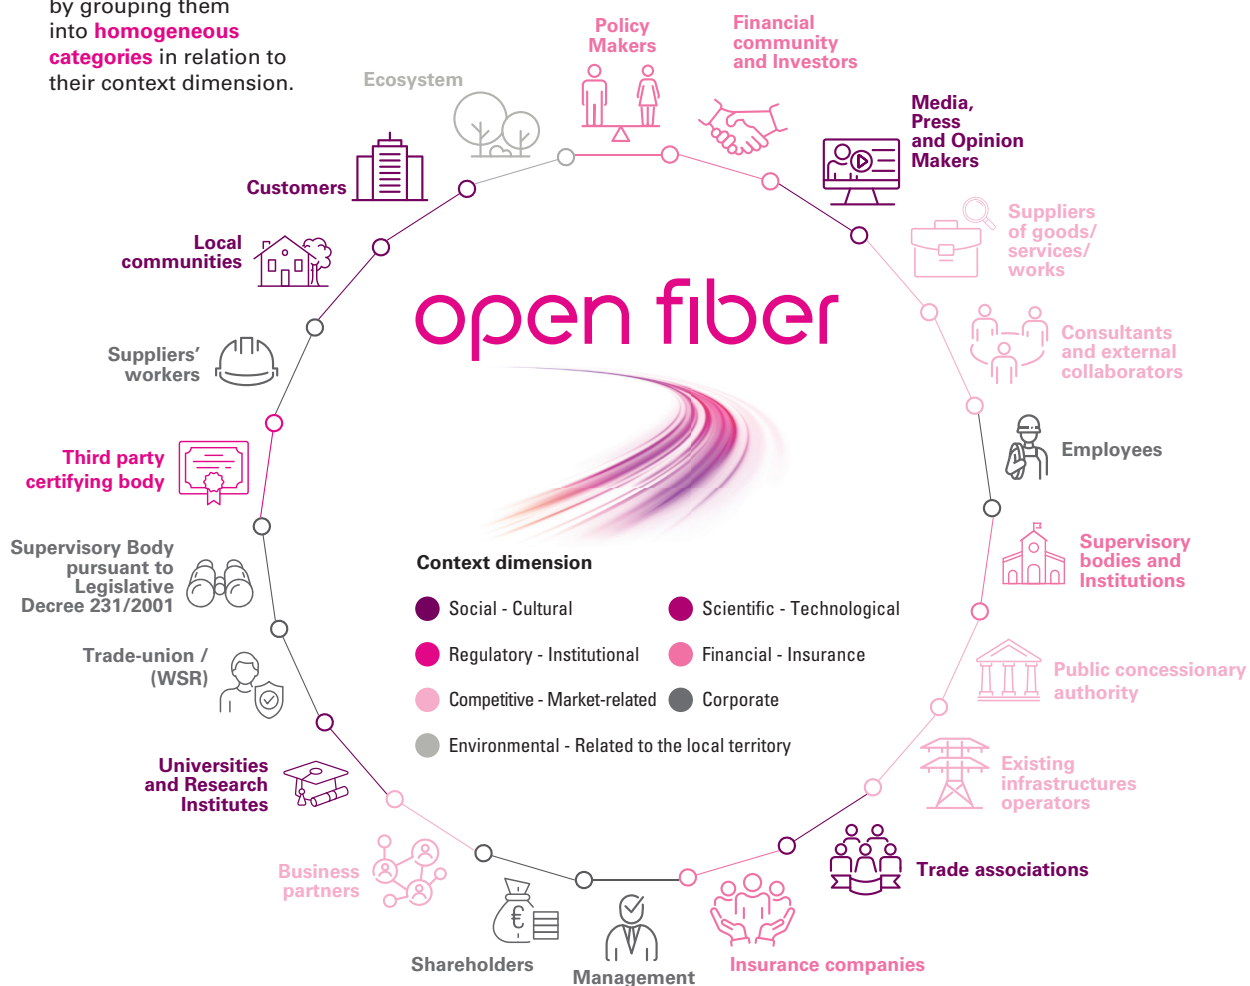 by grouping them
into homogeneous
categories in relation to
their context dimension.
Policy
Makers
Financial
community
and Investors
Media,
Press
and Opinion
Makers
Suppliers
of goods/
services/
works
Consultants
and external
collaborators
Employees
Supervisory
bodies and
Institutions
Public concessionary
authority
Existing
infrastructures
operators
Trade associations
Insurance companies
Management
Shareholders
Business
partners
Universities
and Research
Institutes
Trade-union /
(WSR)
Supervisory Body
pursuant to
Legislative
Decree 231/2001
Third party
certifying body
Suppliers’
workers
Local
communities
Customers
Ecosystem
open fiber
Context dimension
Social - Cultural
Scientific - Technological
Regulatory - Institutional
Financial - Insurance
Competitive - Market-related
Corporate
Environmental - Related to the local territory
€